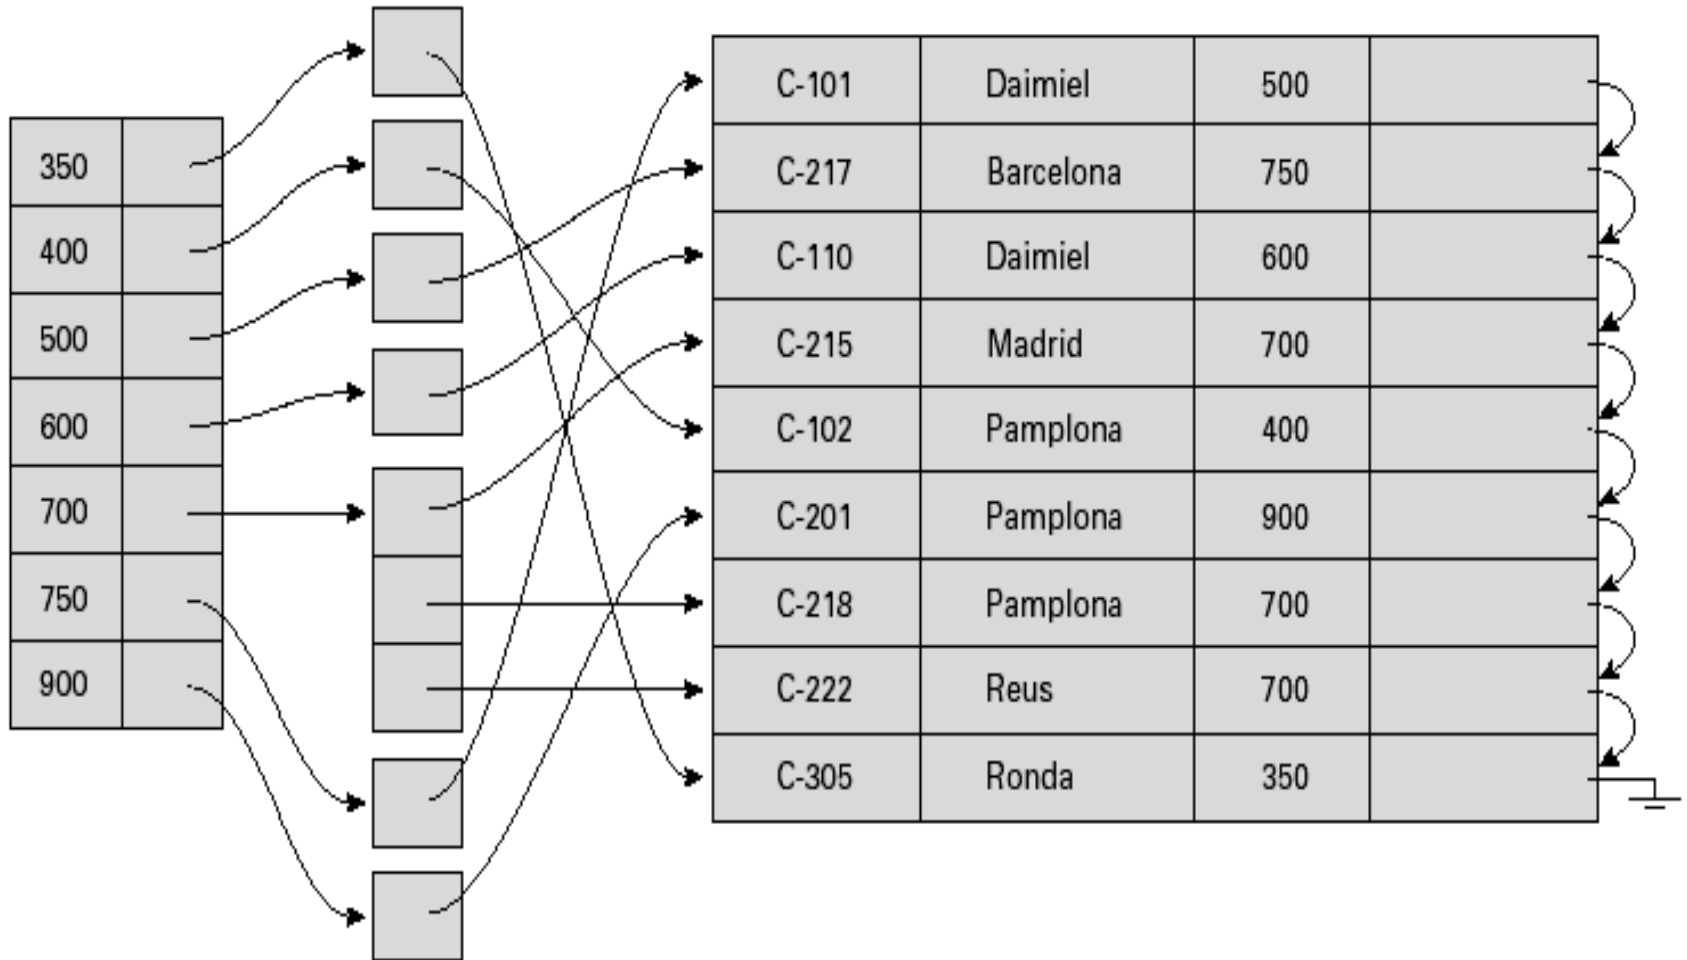 350
400
500
600
700
750
900
C-101 Daimiel 500
C-217 Barcelona 750
C-110 Daimiel 600
C-215 Madrid 700
C-102 Pamplona 400
C-201 Pamplona 900
C-218 Pamplona 700
C-222 Reus 700
C-305 Ronda 350